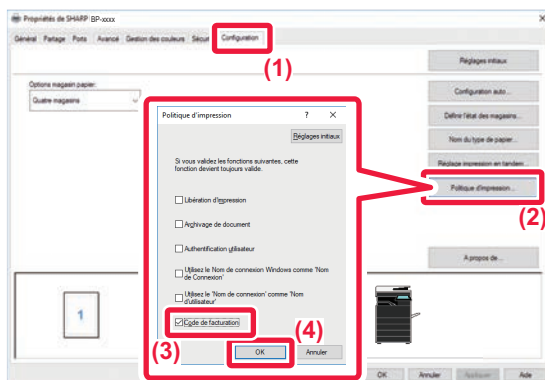 Propriétés de SHARP BP-xxxx
Général Partage Ports Avancé Gestion des couleurs Sécurit Configuration
(1)
Réglages initiaux
Options magasin papier:
Quatre magasins
Configuration auto...
Définir l'état des magasins...
Nom du type de papier...
Réglage impression en tandem...
Politique d'impression...
(2)
A propos de...
Politique d'impression ? ×
Réglages initiaux
Si vous validez les fonctions suivantes, cette
fonction devient toujours valide.
Libération d'impression
Archivage de document
Authentification utilisateur
Utilisez le Nom de connexion Windows comme 'Nom
de Connexion'
Utilisez le 'Nom de connexion' comme 'Nom
d'utilisateur'
Code de facturation
(3)
(4)
OK Annuler
1
OK Annuler Appliquer Aide